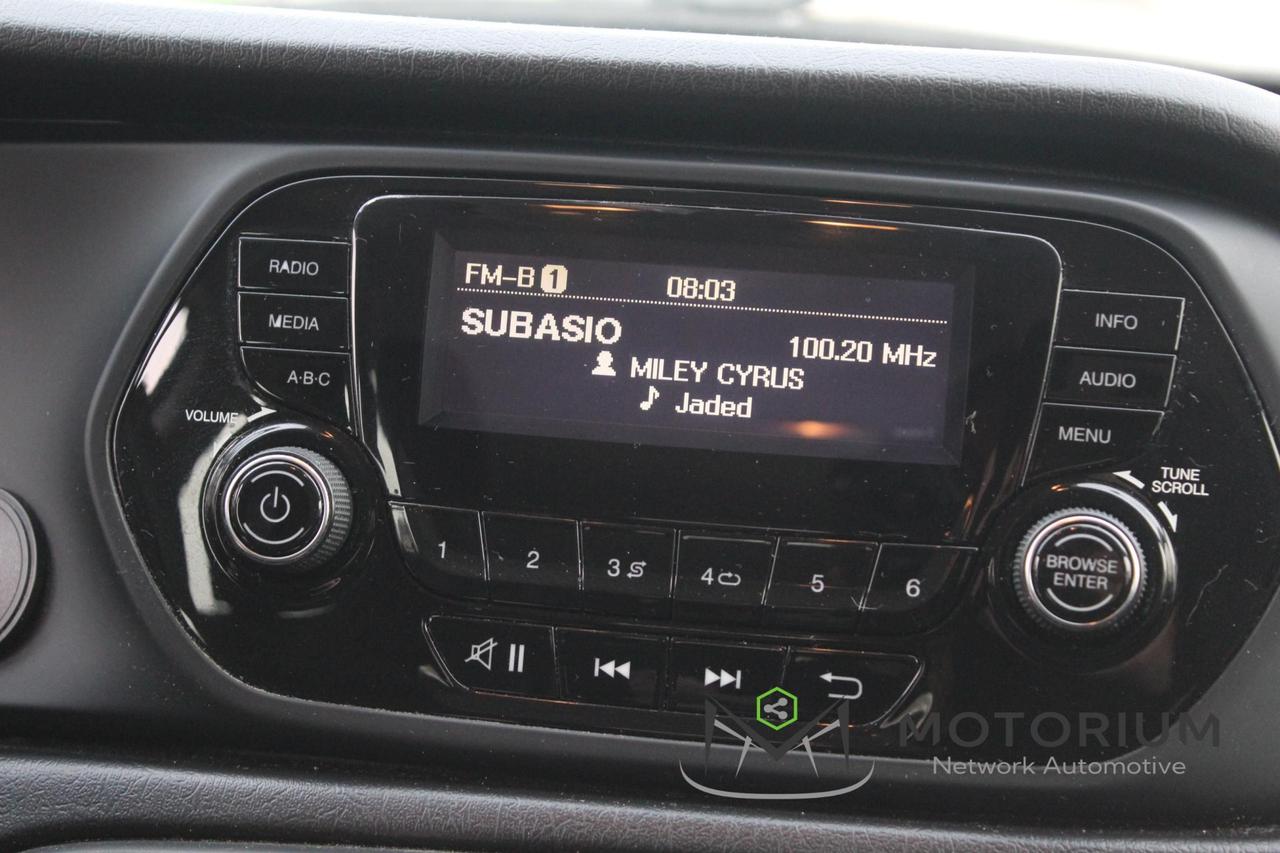 FM-B 1 08:03
SUBASIO
100.20 MHz
MILEY CYRUS
Jaded
RADIO
MEDIA
A·B·C
VOLUME
INFO
AUDIO
MENU
TUNE
SCROLL
BROWSE
ENTER
1 2 3 4 5 6
MOTORIUM
Network Automotive